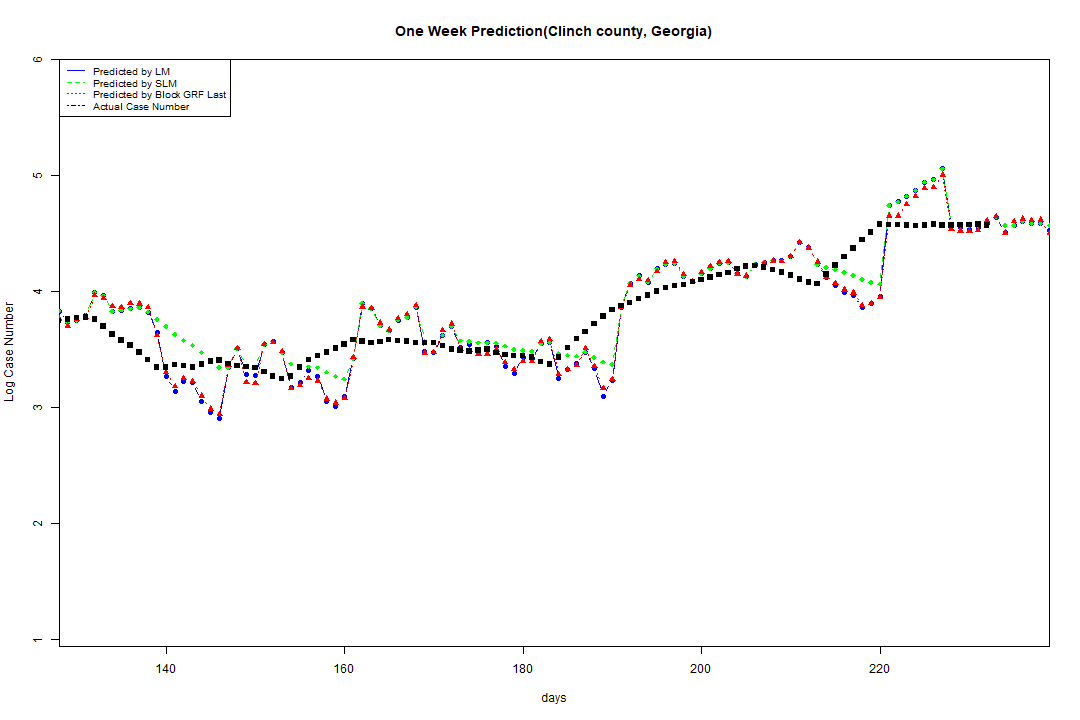 One Week Prediction(Clinch county, Georgia)
Predicted by LM
Predicted by SLM
Predicted by Block GRF Last
Actual Case Number
6
5
4
3
2
1
Log Case Number
140 160 180 200 220
days